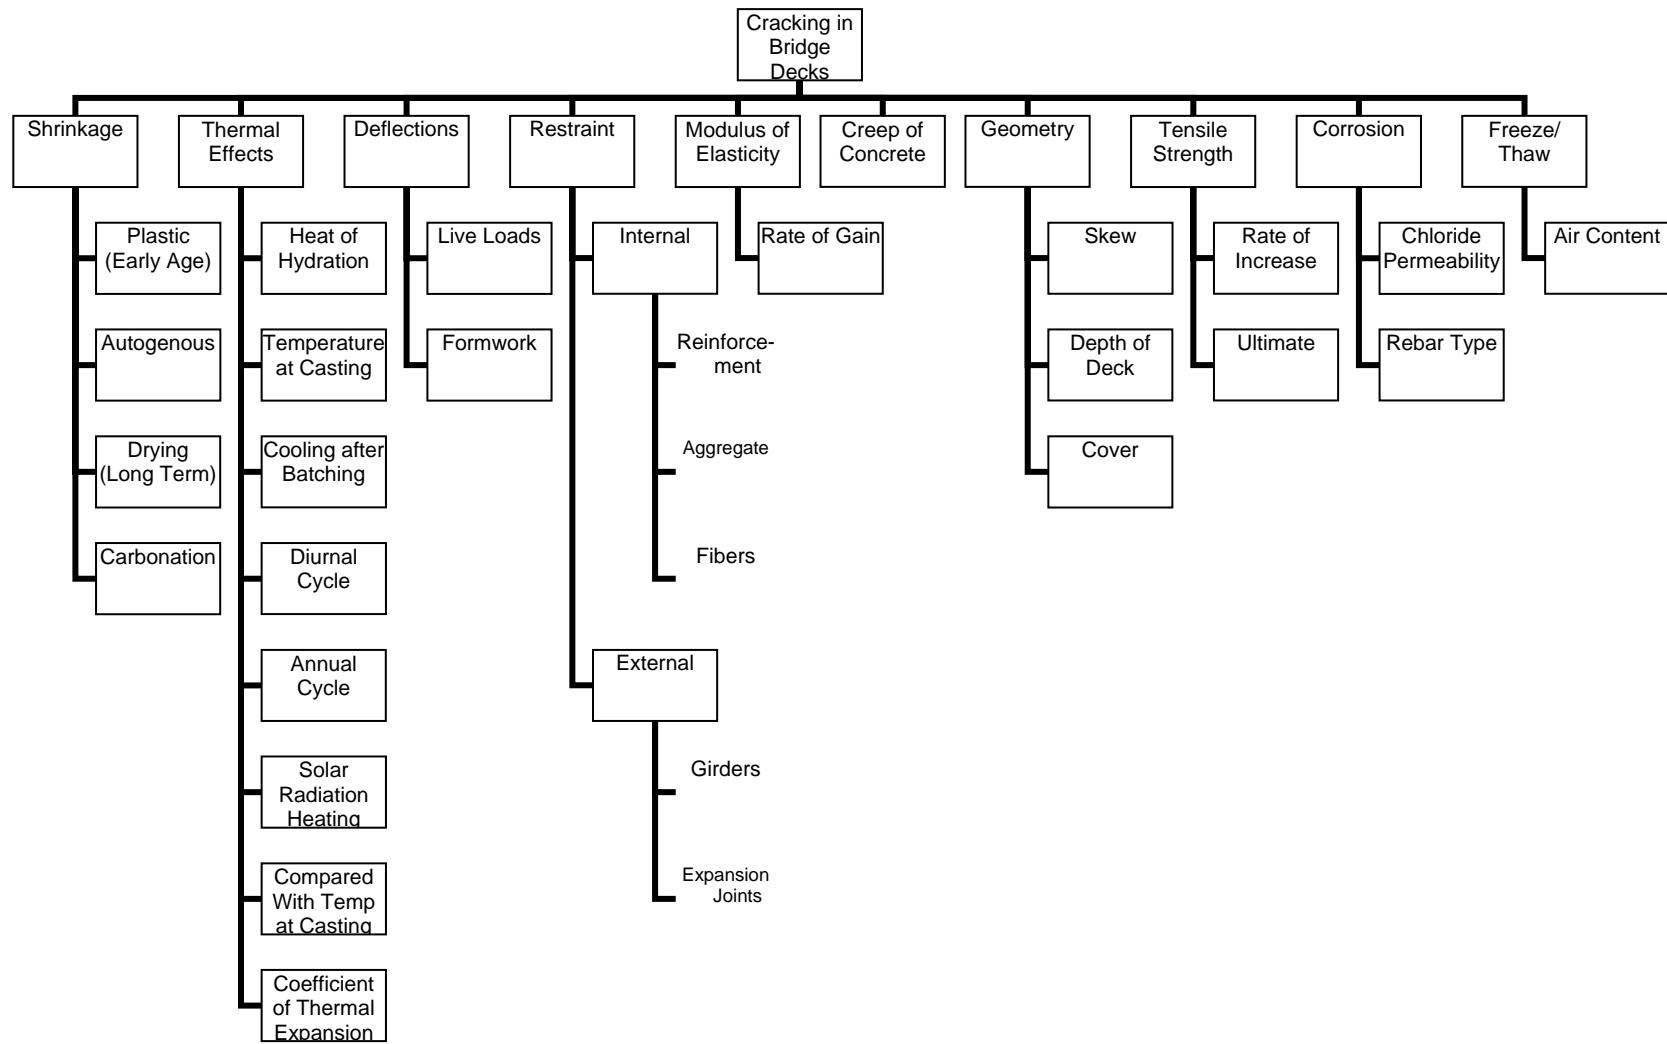 Cracking in
Bridge
Decks
Shrinkage
Thermal
Effects
Deflections
Restraint
Modulus of
Elasticity
Creep of
Concrete
Geometry
Tensile
Strength
Corrosion
Freeze/
Thaw
Plastic
(Early Age)
Autogenous
Drying
(Long Term)
Carbonation
Heat of
Hydration
Temperature
at Casting
Cooling after
Batching
Diurnal
Cycle
Annual
Cycle
Solar
Radiation
Heating
Compared
With Temp
at Casting
Coefficient
of Thermal
Expansion
Live Loads
Formwork
Internal
Reinforce-
ment
Aggregate
Fibers
External
Girders
Expansion
Joints
Rate of Gain
Skew
Depth of
Deck
Cover
Rate of
Increase
Ultimate
Chloride
Permeability
Rebar Type
Air Content